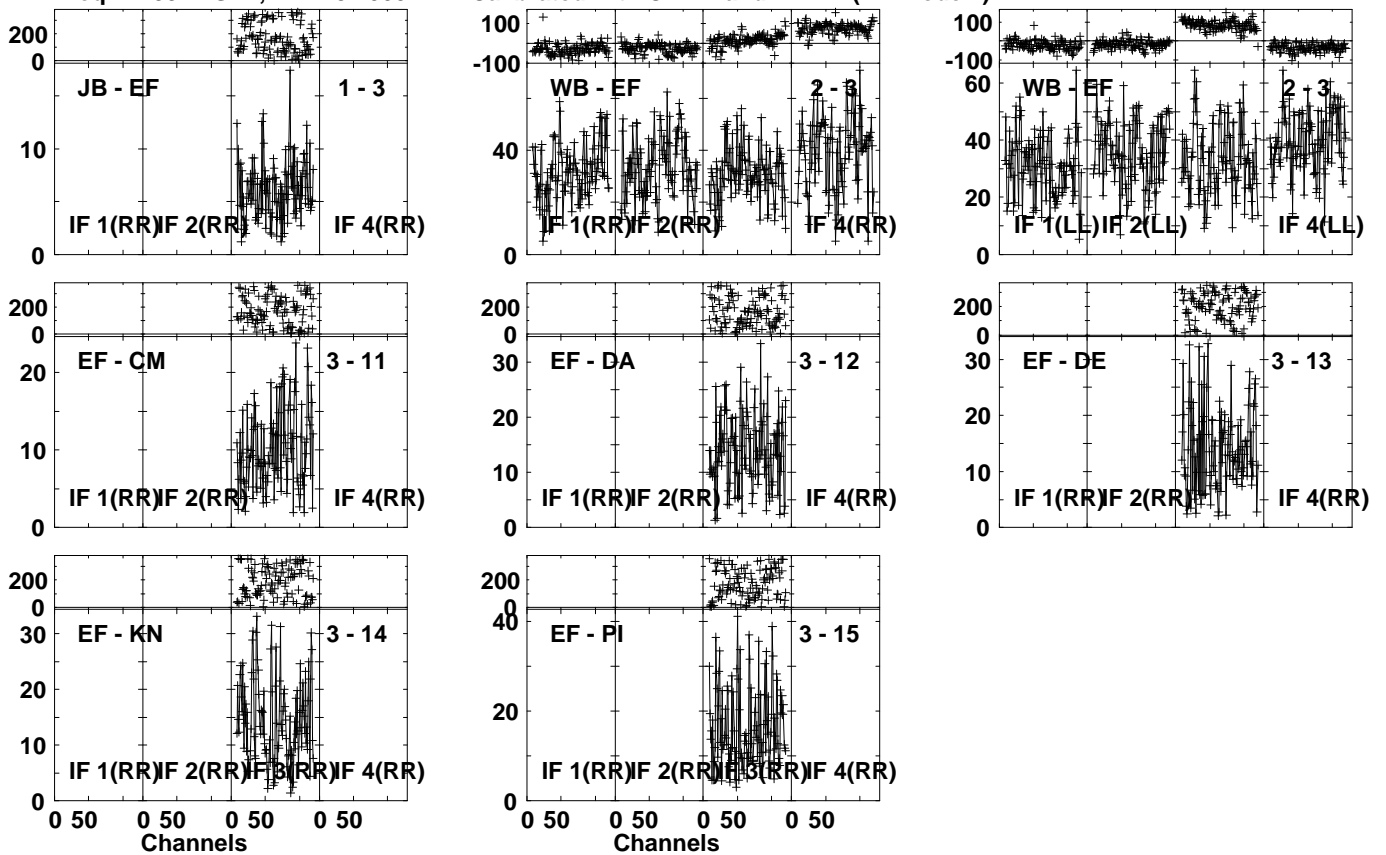 200
0
JB - EF
1 - 3
10
0
IF 1(RR)
IF 2(RR)
IF 4(RR)
100
-100
WB - EF
2 - 3
40
0
IF 1(RR)
IF 2(RR)
IF 4(RR)
100
-100
60
WB - EF
2 - 3
40
20
0
IF 1(LL)
IF 2(LL)
IF 4(LL)
200
0
EF - CM
3 - 11
20
10
0
IF 1(RR)
IF 2(RR)
IF 4(RR)
200
0
30
EF - DA
3 - 12
20
10
0
IF 1(RR)
IF 2(RR)
IF 4(RR)
200
0
30
EF - DE
3 - 13
20
10
0
IF 1(RR)
IF 2(RR)
IF 4(RR)
200
0
30
EF - KN
3 - 14
20
10
0
IF 1(RR)
IF 2(RR)
IF 3(RR)
IF 4(RR)
0 50 0 50 0 50 0 50
Channels
200
0
40
EF - PI
3 - 15
20
0
IF 1(RR)
IF 2(RR)
IF 3(RR)
IF 4(RR)
0 50 0 50 0 50 0 50
Channels